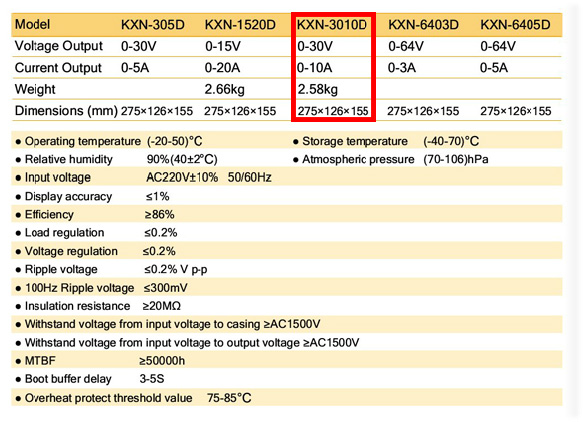 Model KXN-305D KXN-1520D KXN-3010D KXN-6403D KXN-6405D
Voltage Output 0-30V 0-15V 0-30V 0-64V 0-64V
Current Output 0-5A 0-20A 0-10A 0-3A 0-5A
Weight 2.66kg 2.58kg
Dimensions (mm) 275×126×155 275×126×155 275×126×155 275×126×155 275×126×155
● Operating temperature (-20-50)°C ● Storage temperature (-40-70)°C
● Relative humidity 90%(40±2°C) ● Atmospheric pressure (70-106)hPa
● Input voltage AC220V±10% 50/60Hz
● Display accuracy ≤1%
● Efficiency ≥86%
● Load regulation ≤0.2%
● Voltage regulation ≤0.2%
● Ripple voltage ≤0.2% V p-p
● 100Hz Ripple voltage ≤300mV
● Insulation resistance ≥20MΩ
● Withstand voltage from input voltage to casing ≥AC1500V
● Withstand voltage from input voltage to output voltage ≥AC1500V
● MTBF ≥50000h
● Boot buffer delay 3-5S
● Overheat protect threshold value 75-85°C